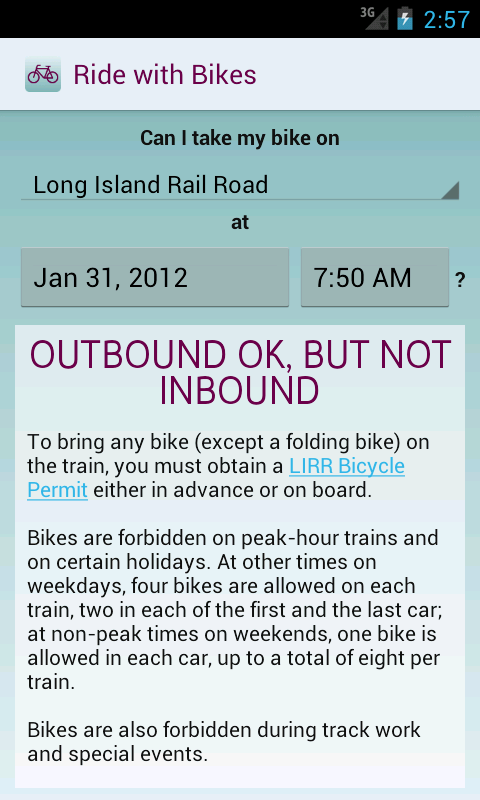 3G 2:57
Ride with Bikes
Can I take my bike on
Long Island Rail Road
at
Jan 31, 2012 7:50 AM ?
OUTBOUND OK, BUT NOT
INBOUND
To bring any bike (except a folding bike) on
the train, you must obtain a LIRR Bicycle
Permit either in advance or on board.
Bikes are forbidden on peak-hour trains and
on certain holidays. At other times on
weekdays, four bikes are allowed on each
train, two in each of the first and the last car;
at non-peak times on weekends, one bike is
allowed in each car, up to a total of eight per
train.
Bikes are also forbidden during track work
and special events.